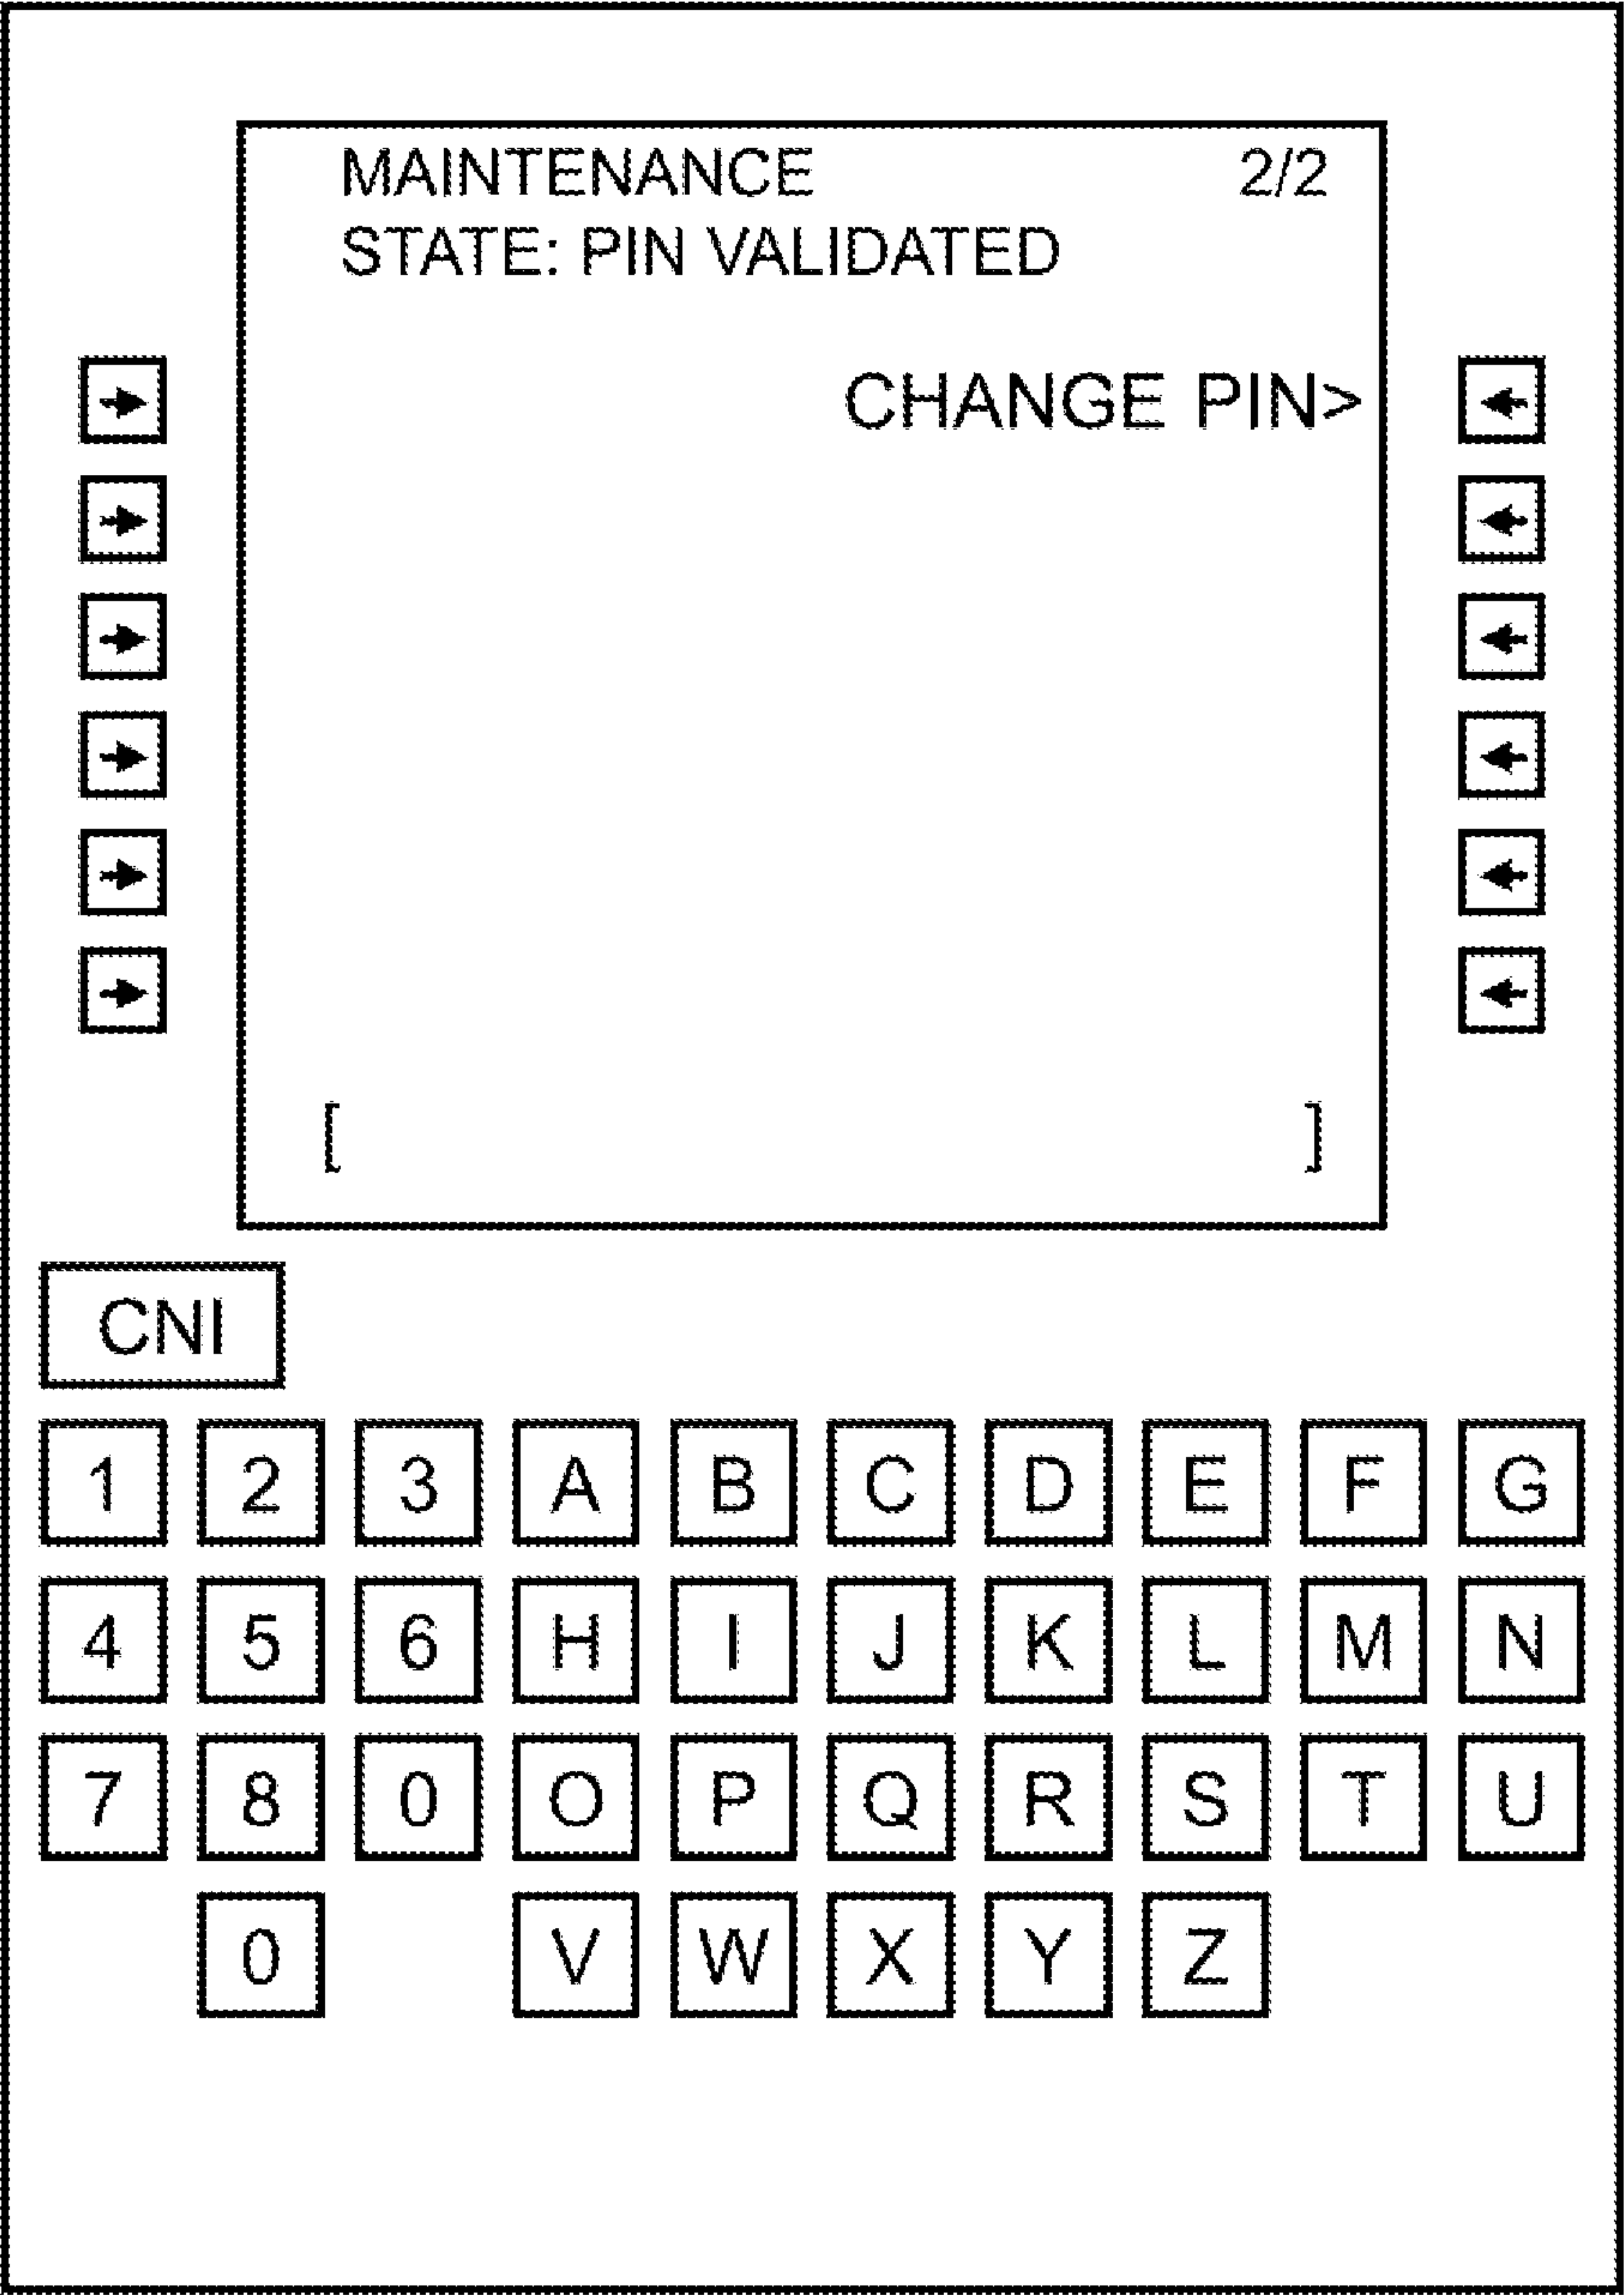 MAINTENANCE 2/2
STATE: PIN VALIDATED
CHANGE PIN>
[ ]
CNI
1 2 3 A B C D E F G
4 5 6 H I J K L M N
7 8 0 O P Q R S T U
0 V W X Y Z